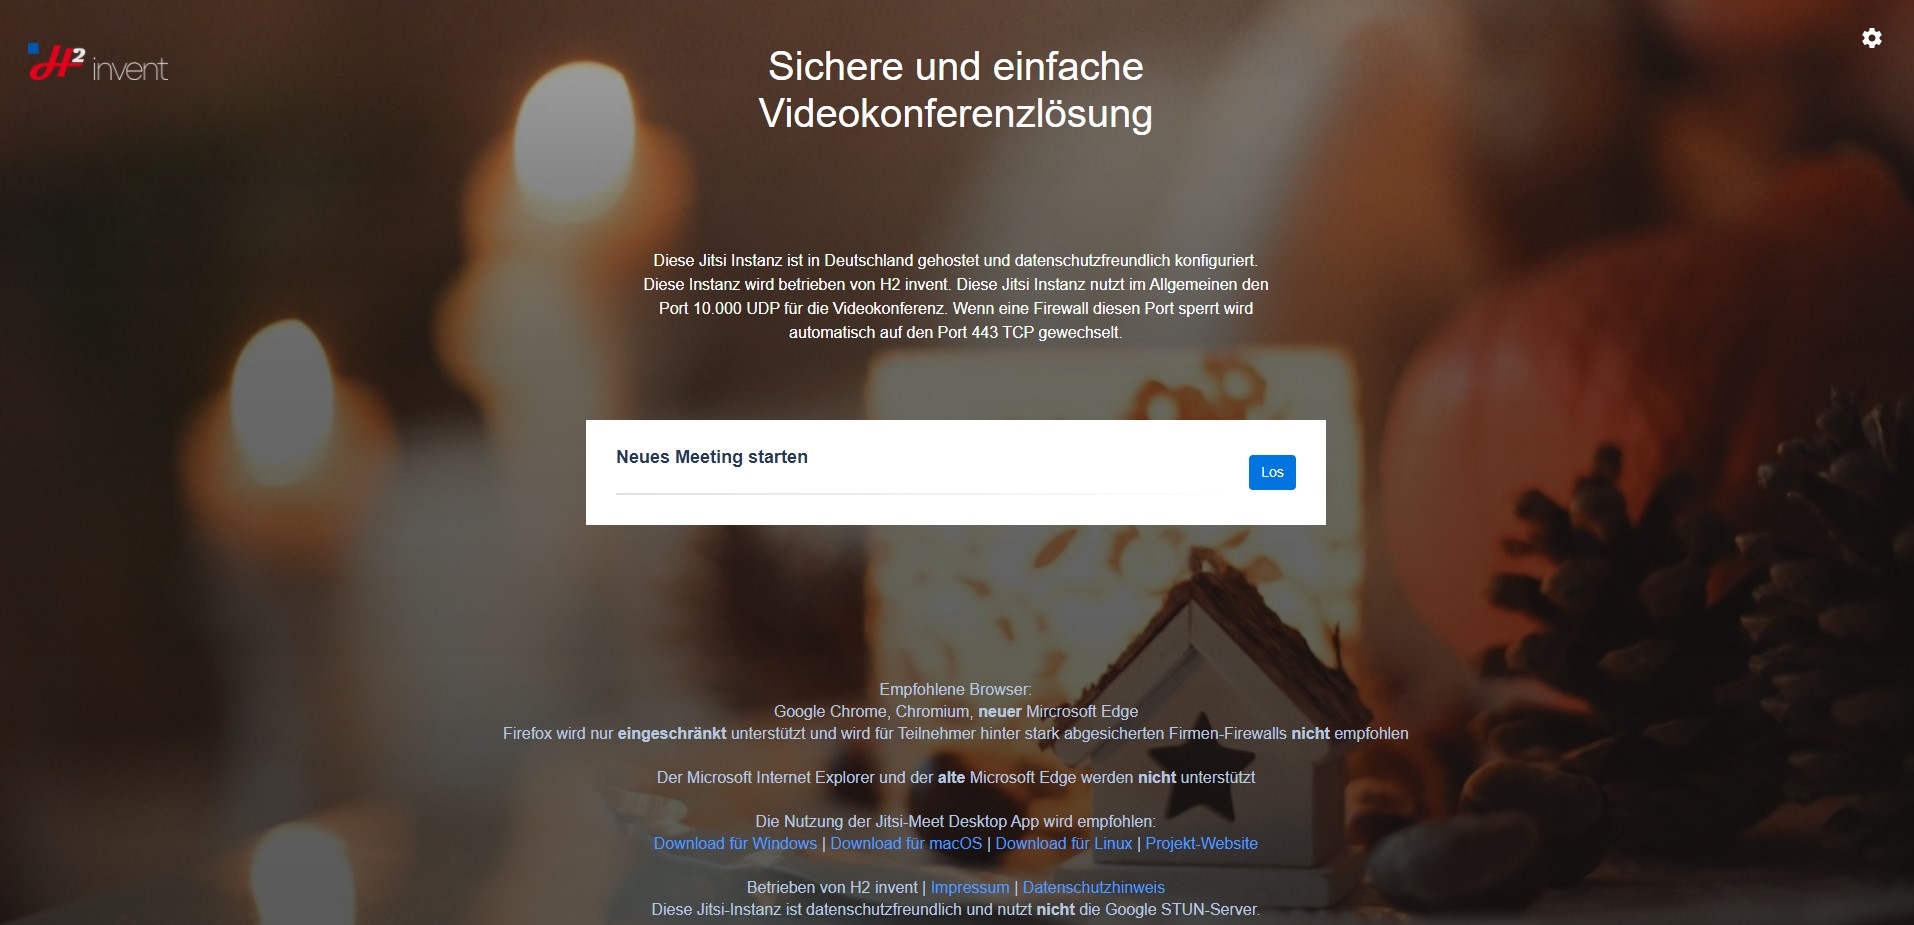 H² invent
Sichere und einfache
Videokonferenzlösung
Diese Jitsi Instanz ist in Deutschland gehostet und datenschutzfreundlich konfiguriert.
Diese Instanz wird betrieben von H2 invent. Diese Jitsi Instanz nutzt im Allgemeinen den
Port 10.000 UDP für die Videokonferenz. Wenn eine Firewall diesen Port sperrt wird
automatisch auf den Port 443 TCP gewechselt.
Neues Meeting starten
Los
Empfohlene Browser:
Google Chrome, Chromium, neuer Mircrosoft Edge
Firefox wird nur eingeschränkt unterstützt und wird für Teilnehmer hinter stark abgesicherten Firmen-Firewalls nicht empfohlen
Der Microsoft Internet Explorer und der alte Microsoft Edge werden nicht unterstützt
Die Nutzung der Jitsi-Meet Desktop App wird empfohlen:
Download für Windows | Download für macOS | Download für Linux | Projekt-Website
Betrieben von H2 invent | Impressum | Datenschutzhinweis
Diese Jitsi-Instanz ist datenschutzfreundlich und nutzt nicht die Google STUN-Server.